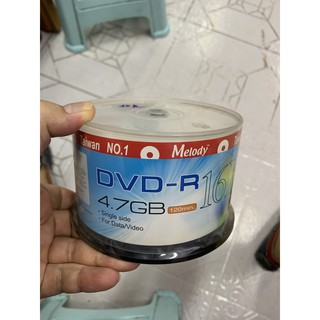 Taiwan NO.1 Melody
DVD-R 16
4.7GB 120min.
Single side
For Data/Video